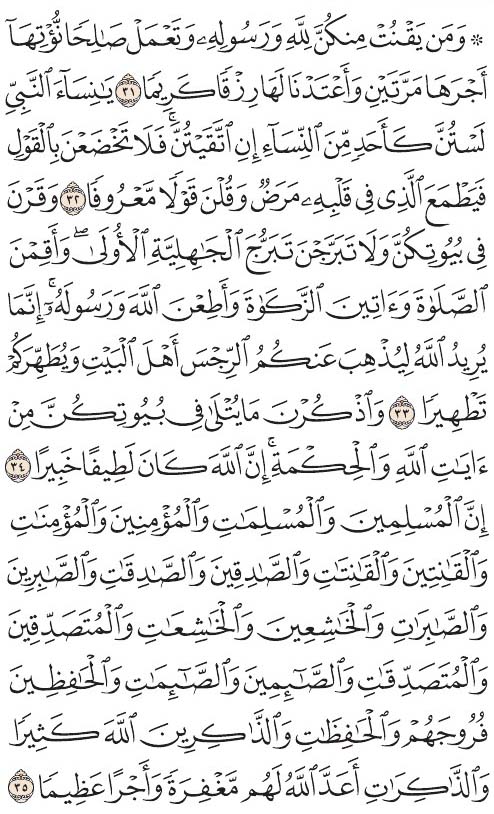 ۞ وَمَن يَقْنُتْ مِنكُنَّ لِلَّهِ وَرَسُولِهِۦ وَتَعْمَلْ صَٰلِحًا نُّؤْتِهَآ
أَجْرَهَا مَرَّتَيْنِ وَأَعْتَدْنَا لَهَا رِزْقًا كَرِيمًا ٣١ يَٰنِسَآءَ ٱلنَّبِيِّ
لَسْتُنَّ كَأَحَدٍ مِّنَ ٱلنِّسَآءِ إِنِ ٱتَّقَيْتُنَّۚ فَلَا تَخْضَعْنَ بِٱلْقَوْلِ
فَيَطْمَعَ ٱلَّذِى فِى قَلْبِهِۦ مَرَضٌ وَقُلْنَ قَوْلًا مَّعْرُوفًا ٣٢ وَقَرْنَ
فِى بُيُوتِكُنَّ وَلَا تَبَرَّجْنَ تَبَرُّجَ ٱلْجَٰهِلِيَّةِ ٱلْأُولَىٰۖ وَأَقِمْنَ
ٱلصَّلَوٰةَ وَءَاتِينَ ٱلزَّكَوٰةَ وَأَطِعْنَ ٱللَّهَ وَرَسُولَهُۥٓۚ إِنَّمَا
يُرِيدُ ٱللَّهُ لِيُذْهِبَ عَنكُمُ ٱلرِّجْسَ أَهْلَ ٱلْبَيْتِ وَيُطَهِّرَكُمْ
تَطْهِيرًا ٣٣ وَٱذْكُرْنَ مَا يُتْلَىٰ فِى بُيُوتِكُنَّ مِنْ
ءَايَٰتِ ٱللَّهِ وَٱلْحِكْمَةِۚ إِنَّ ٱللَّهَ كَانَ لَطِيفًا خَبِيرًا ٣٤
إِنَّ ٱلْمُسْلِمِينَ وَٱلْمُسْلِمَٰتِ وَٱلْمُؤْمِنِينَ وَٱلْمُؤْمِنَٰتِ
وَٱلْقَٰنِتِينَ وَٱلْقَٰنِتَٰتِ وَٱلصَّٰدِقِينَ وَٱلصَّٰدِقَٰتِ وَٱلصَّٰبِرِينَ
وَٱلصَّٰبِرَٰتِ وَٱلْخَٰشِعِينَ وَٱلْخَٰشِعَٰتِ وَٱلْمُتَصَدِّقِينَ
وَٱلْمُتَصَدِّقَٰتِ وَٱلصَّٰٓئِمِينَ وَٱلصَّٰٓئِمَٰتِ وَٱلْحَٰفِظِينَ
فُرُوجَهُمْ وَٱلْحَٰفِظَٰتِ وَٱلذَّٰكِرِينَ ٱللَّهَ كَثِيرًا
وَٱلذَّٰكِرَٰتِ أَعَدَّ ٱللَّهُ لَهُم مَّغْفِرَةً وَأَجْرًا عَظِيمًا ٣٥